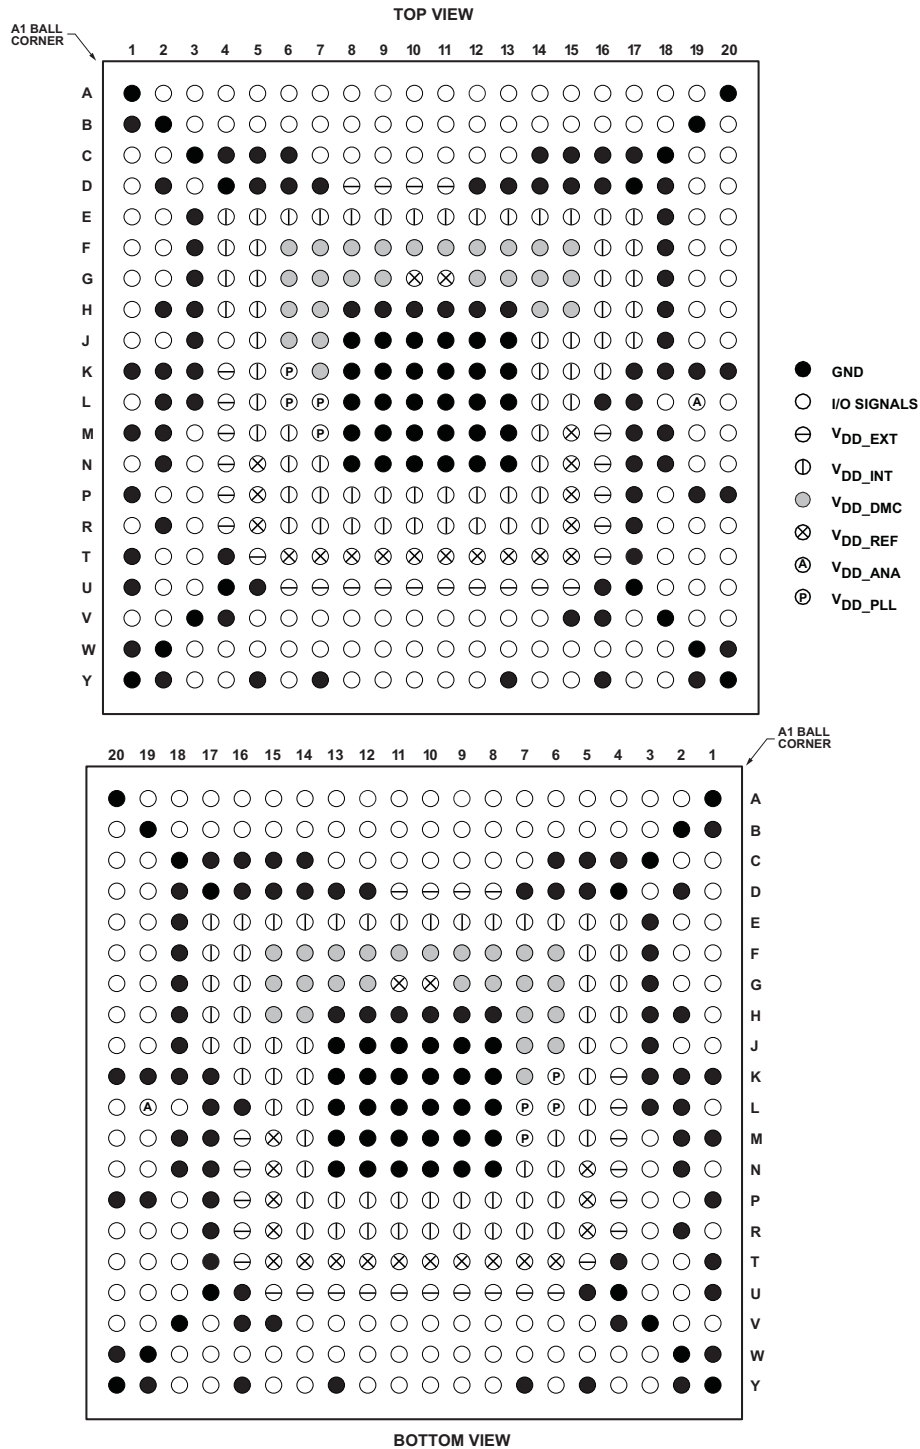 TOP VIEW
A1 BALL
CORNER
1 2 3 4 5 6 7 8 9 10 11 12 13 14 15 16 17 18 19 20
A
B
C
D
E
F
G
H
J
K P
L P P A
M P
N
P
R
T
U
V
W
Y
GND
I/O SIGNALS
VDD_EXT
VDD_INT
VDD_DMC
VDD_REF
A VDD_ANA
P VDD_PLL
A1 BALL
CORNER
20 19 18 17 16 15 14 13 12 11 10 9 8 7 6 5 4 3 2 1
A
B
C
D
E
F
G
H
J
P K
A P P L
P M
N
P
R
T
U
V
W
Y
BOTTOM VIEW